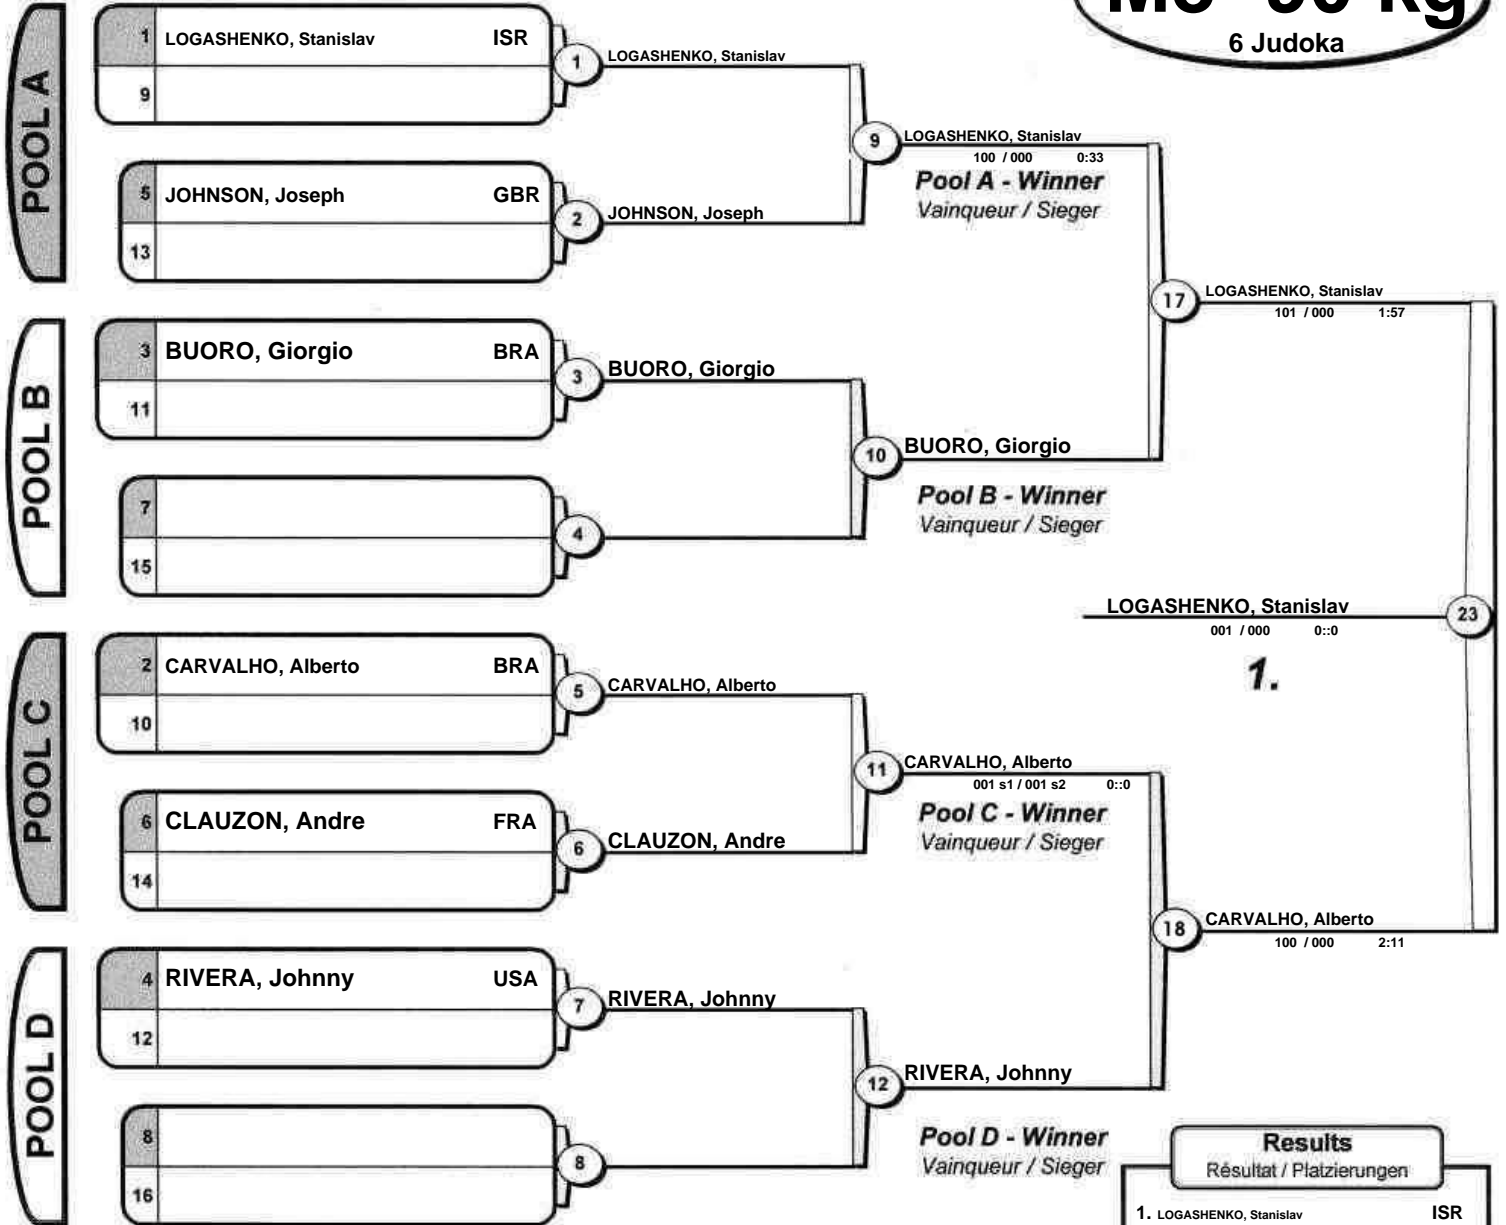 6 Judoka
POOL A
1 LOGASHENKO, Stanislav ISR
9
1 LOGASHENKO, Stanislav
5 JOHNSON, Joseph GBR
13
2 JOHNSON, Joseph
9 LOGASHENKO, Stanislav
100 / 000 0:33
Pool A - Winner
Vainqueur / Sieger
POOL B
3 BUORO, Giorgio BRA
11
3 BUORO, Giorgio
7
15
4
10 BUORO, Giorgio
Pool B - Winner
Vainqueur / Sieger
17 LOGASHENKO, Stanislav
101 / 000 1:57
LOGASHENKO, Stanislav 23
001 / 000 0::0
1.
POOL C
2 CARVALHO, Alberto BRA
10
5 CARVALHO, Alberto
6 CLAUZON, Andre FRA
14
6 CLAUZON, Andre
11 CARVALHO, Alberto
001 s1 / 001 s2 0::0
Pool C - Winner
Vainqueur / Sieger
18 CARVALHO, Alberto
100 / 000 2:11
POOL D
4 RIVERA, Johnny USA
12
7 RIVERA, Johnny
8
16
8
12 RIVERA, Johnny
Pool D - Winner
Vainqueur / Sieger
Results
Résultat / Platzierungen
1. LOGASHENKO, Stanislav ISR